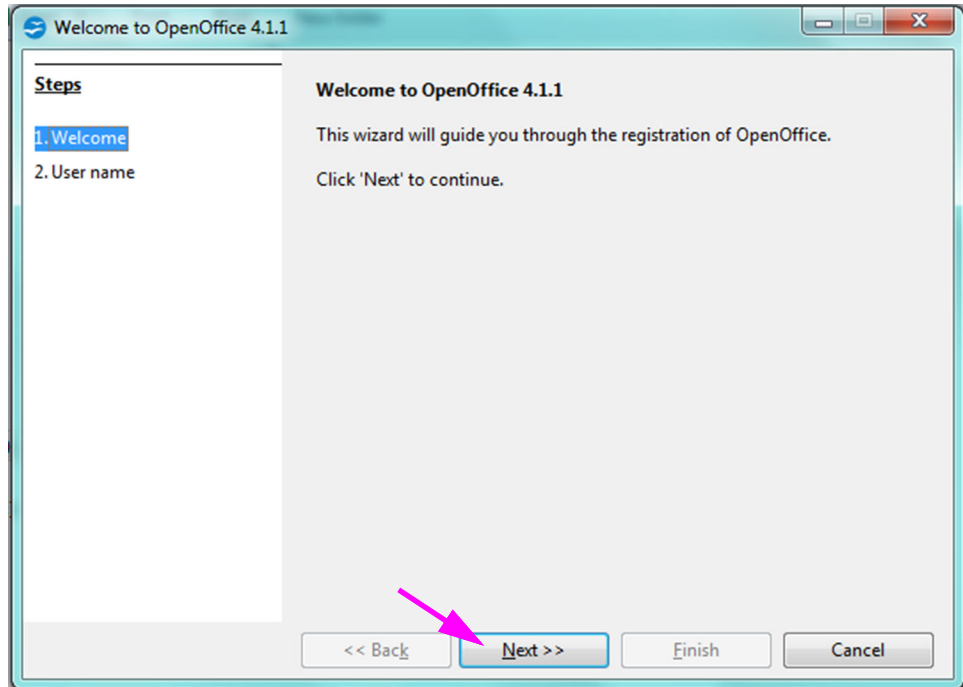 Welcome to OpenOffice 4.1.1
Steps
1. Welcome
2. User name
Welcome to OpenOffice 4.1.1
This wizard will guide you through the registration of OpenOffice.
Click 'Next' to continue.
<< Back
Next >>
Finish
Cancel